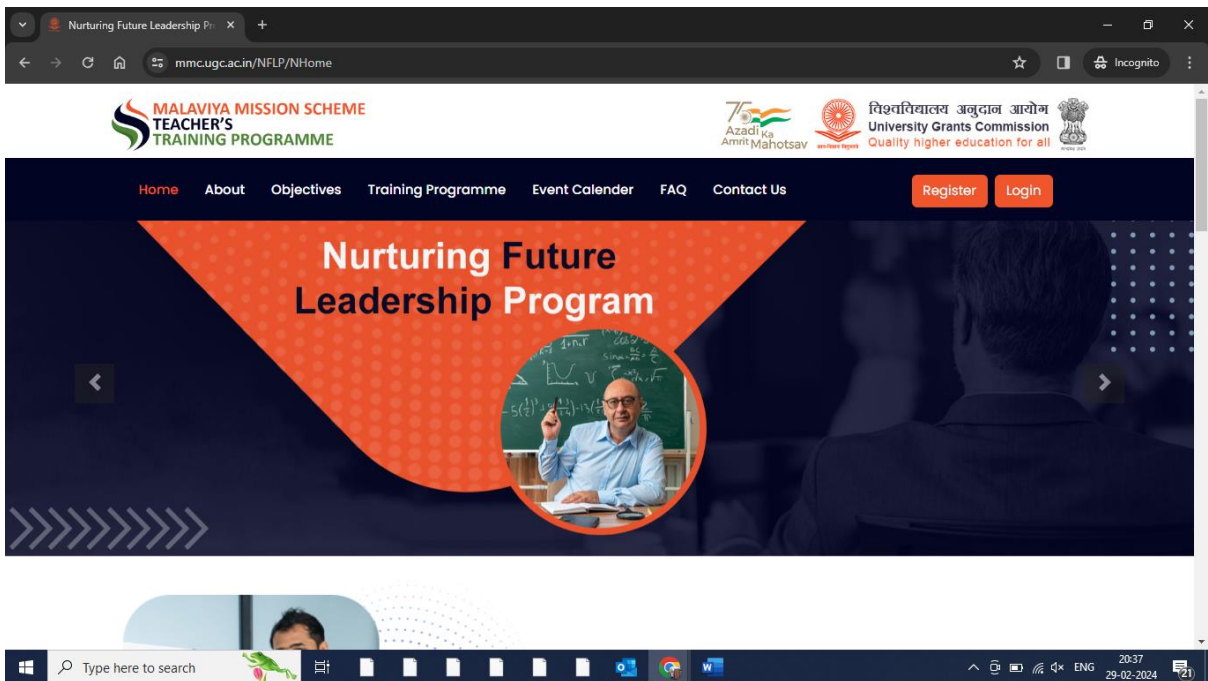 Nurturing Future Leadership Pr
mmc.ugc.ac.in/NFLP/NHome
Incognito
MALAVIYA MISSION SCHEME
TEACHER'S
TRAINING PROGRAMME
75
Azadi Ka
Amrit Mahotsav
विश्वविद्यालय अनुदान आयोग
University Grants Commission
Quality higher education for all
Home About Objectives Training Programme Event Calender FAQ Contact Us Register Login
Nurturing Future
Leadership Program
Type here to search
ENG
20:37
29-02-2024
21